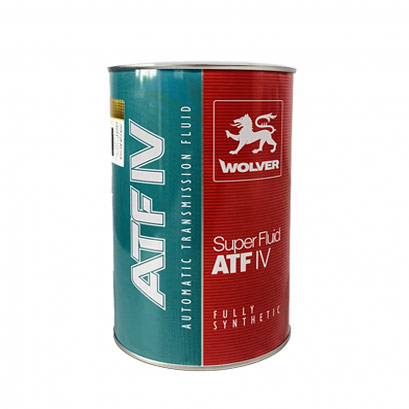 ATF IV
AUTOMATIC TRANSMISSION FLUID
WOLVER
Super Fluid
ATF IV
FULLY
SYNTHETIC